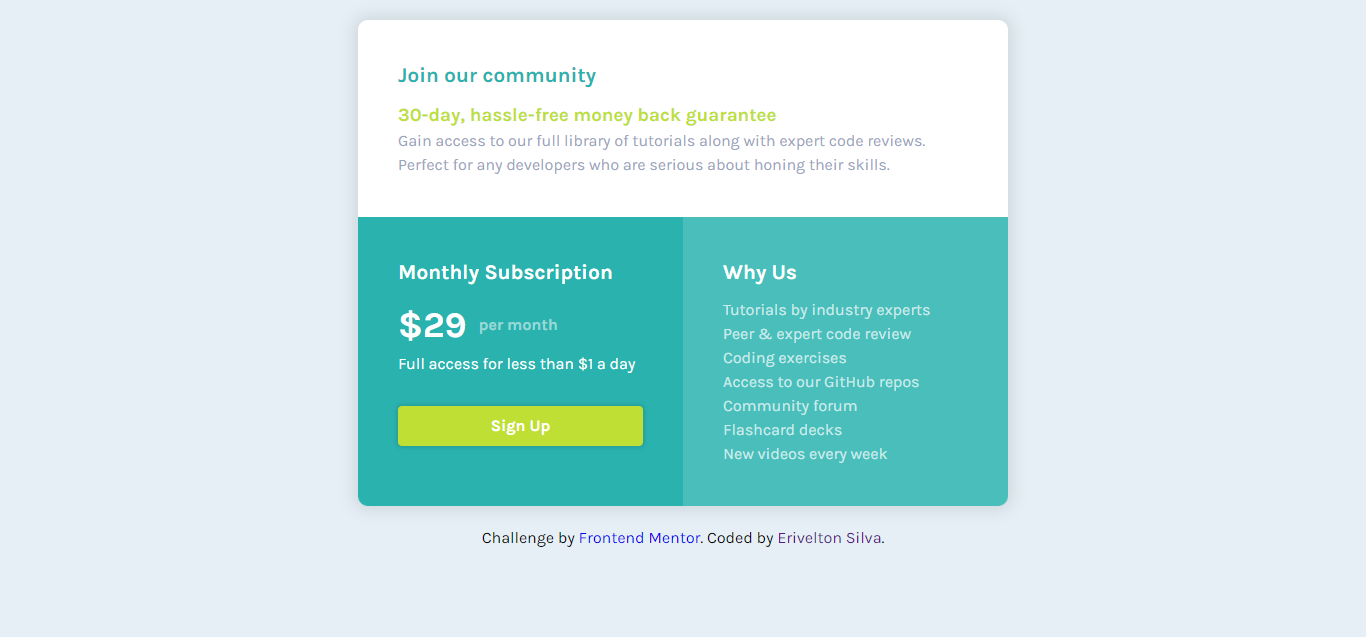 Join our community
30-day, hassle-free money back guarantee
Gain access to our full library of tutorials along with expert code reviews.
Perfect for any developers who are serious about honing their skills.
Monthly Subscription
$29 per month
Full access for less than $1 a day
Sign Up
Why Us
Tutorials by industry experts
Peer & expert code review
Coding exercises
Access to our GitHub repos
Community forum
Flashcard decks
New videos every week
Challenge by Frontend Mentor. Coded by Erivelton Silva.